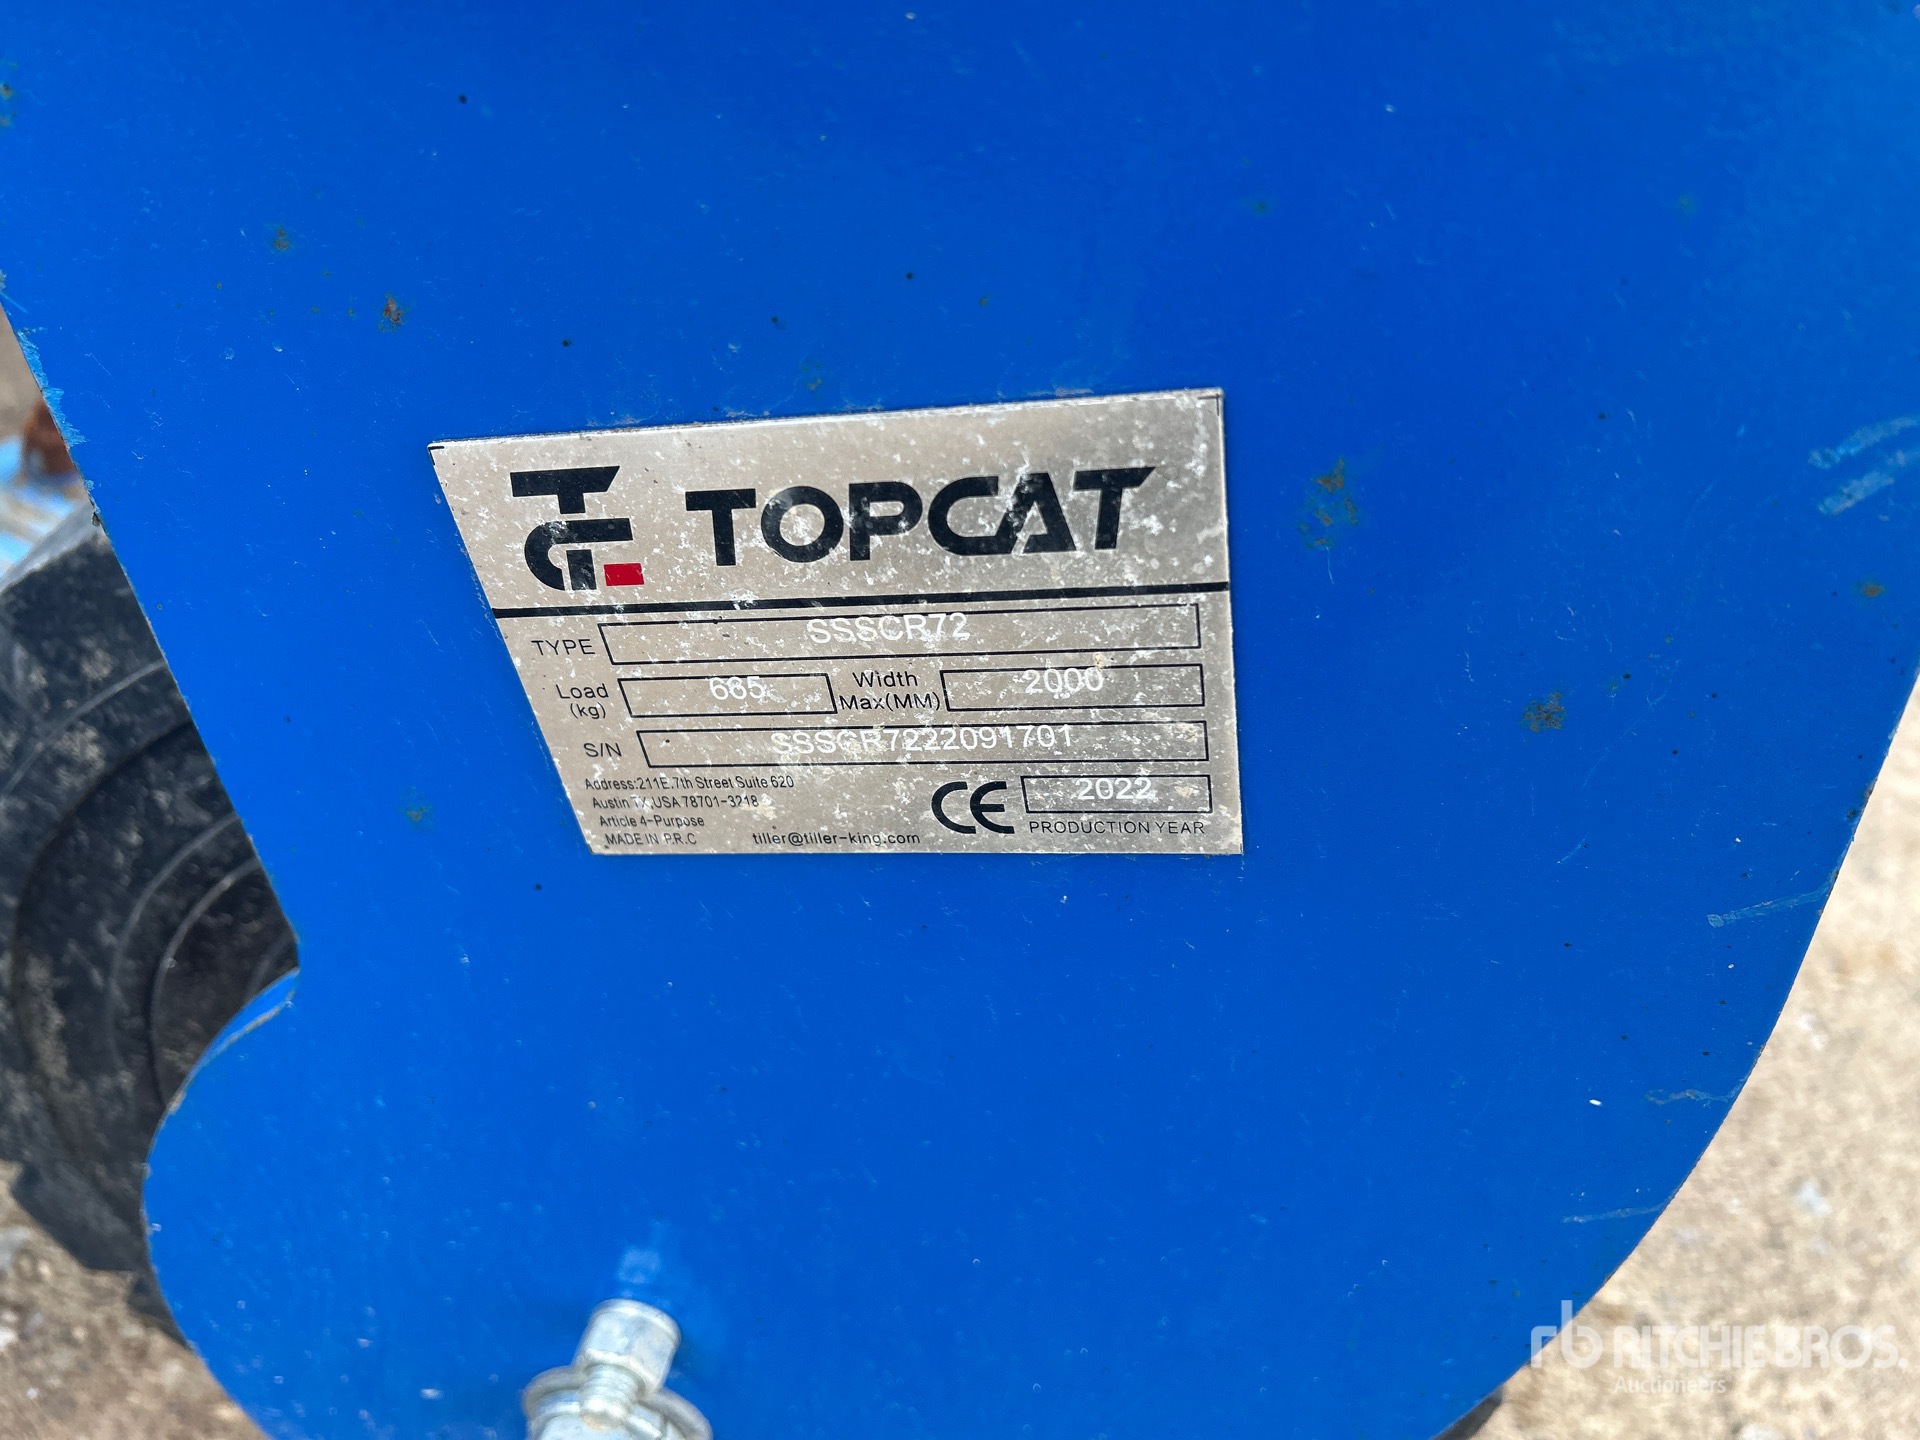 TOPCAT
TYPE SSSCR72
Load (kg) 665 Width Max(MM) 2000
S/N SSSCR7222091701
Address:211E.7th Street Suite 620
Austin TX,USA 78701-3218
Article 4-Purpose
MADE IN P.R.C tiller@tiller-king.com
CE 2022
PRODUCTION YEAR
rb RITCHIE BROS.
Auctioneers